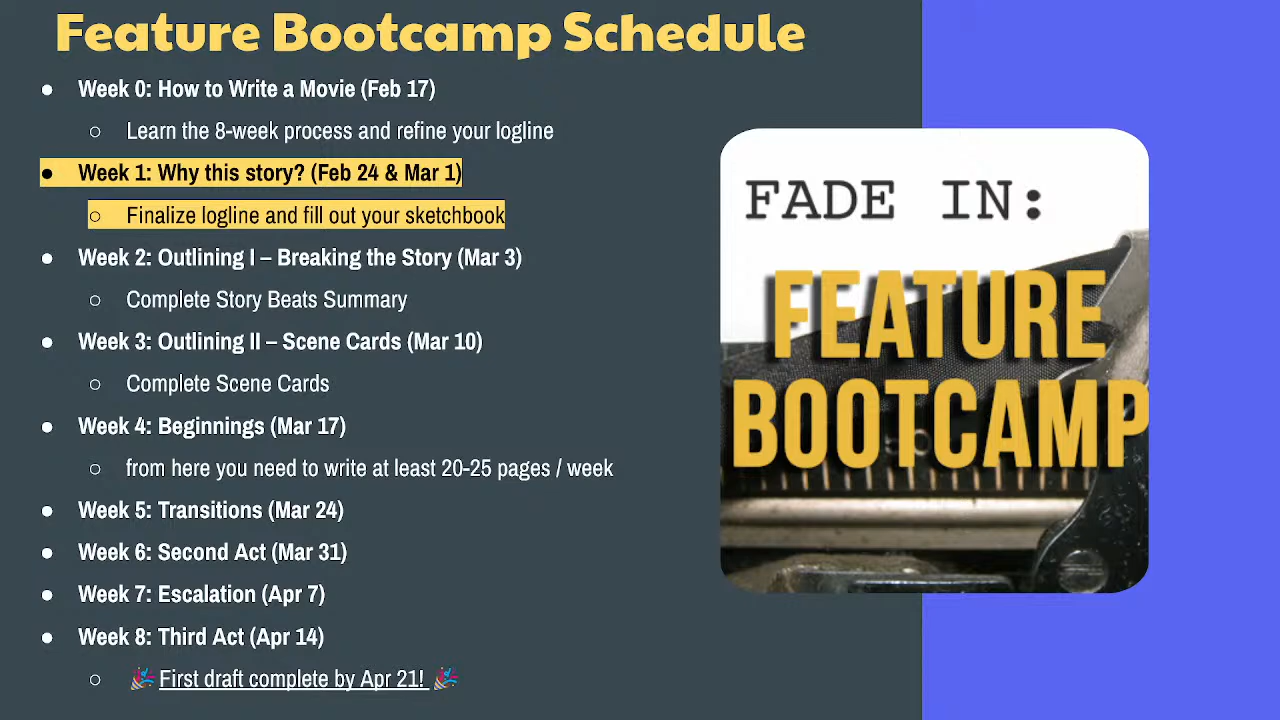 Feature Bootcamp Schedule
● Week 0: How to Write a Movie (Feb 17)
○ Learn the 8-week process and refine your logline
● Week 1: Why this story? (Feb 24 & Mar 1)
○ Finalize logline and fill out your sketchbook
● Week 2: Outlining I – Breaking the Story (Mar 3)
○ Complete Story Beats Summary
● Week 3: Outlining II – Scene Cards (Mar 10)
○ Complete Scene Cards
● Week 4: Beginnings (Mar 17)
○ from here you need to write at least 20-25 pages / week
● Week 5: Transitions (Mar 24)
● Week 6: Second Act (Mar 31)
● Week 7: Escalation (Apr 7)
● Week 8: Third Act (Apr 14)
○ 🎉 First draft complete by Apr 21! 🎉
FADE IN:
FEATURE
BOOTCAMP